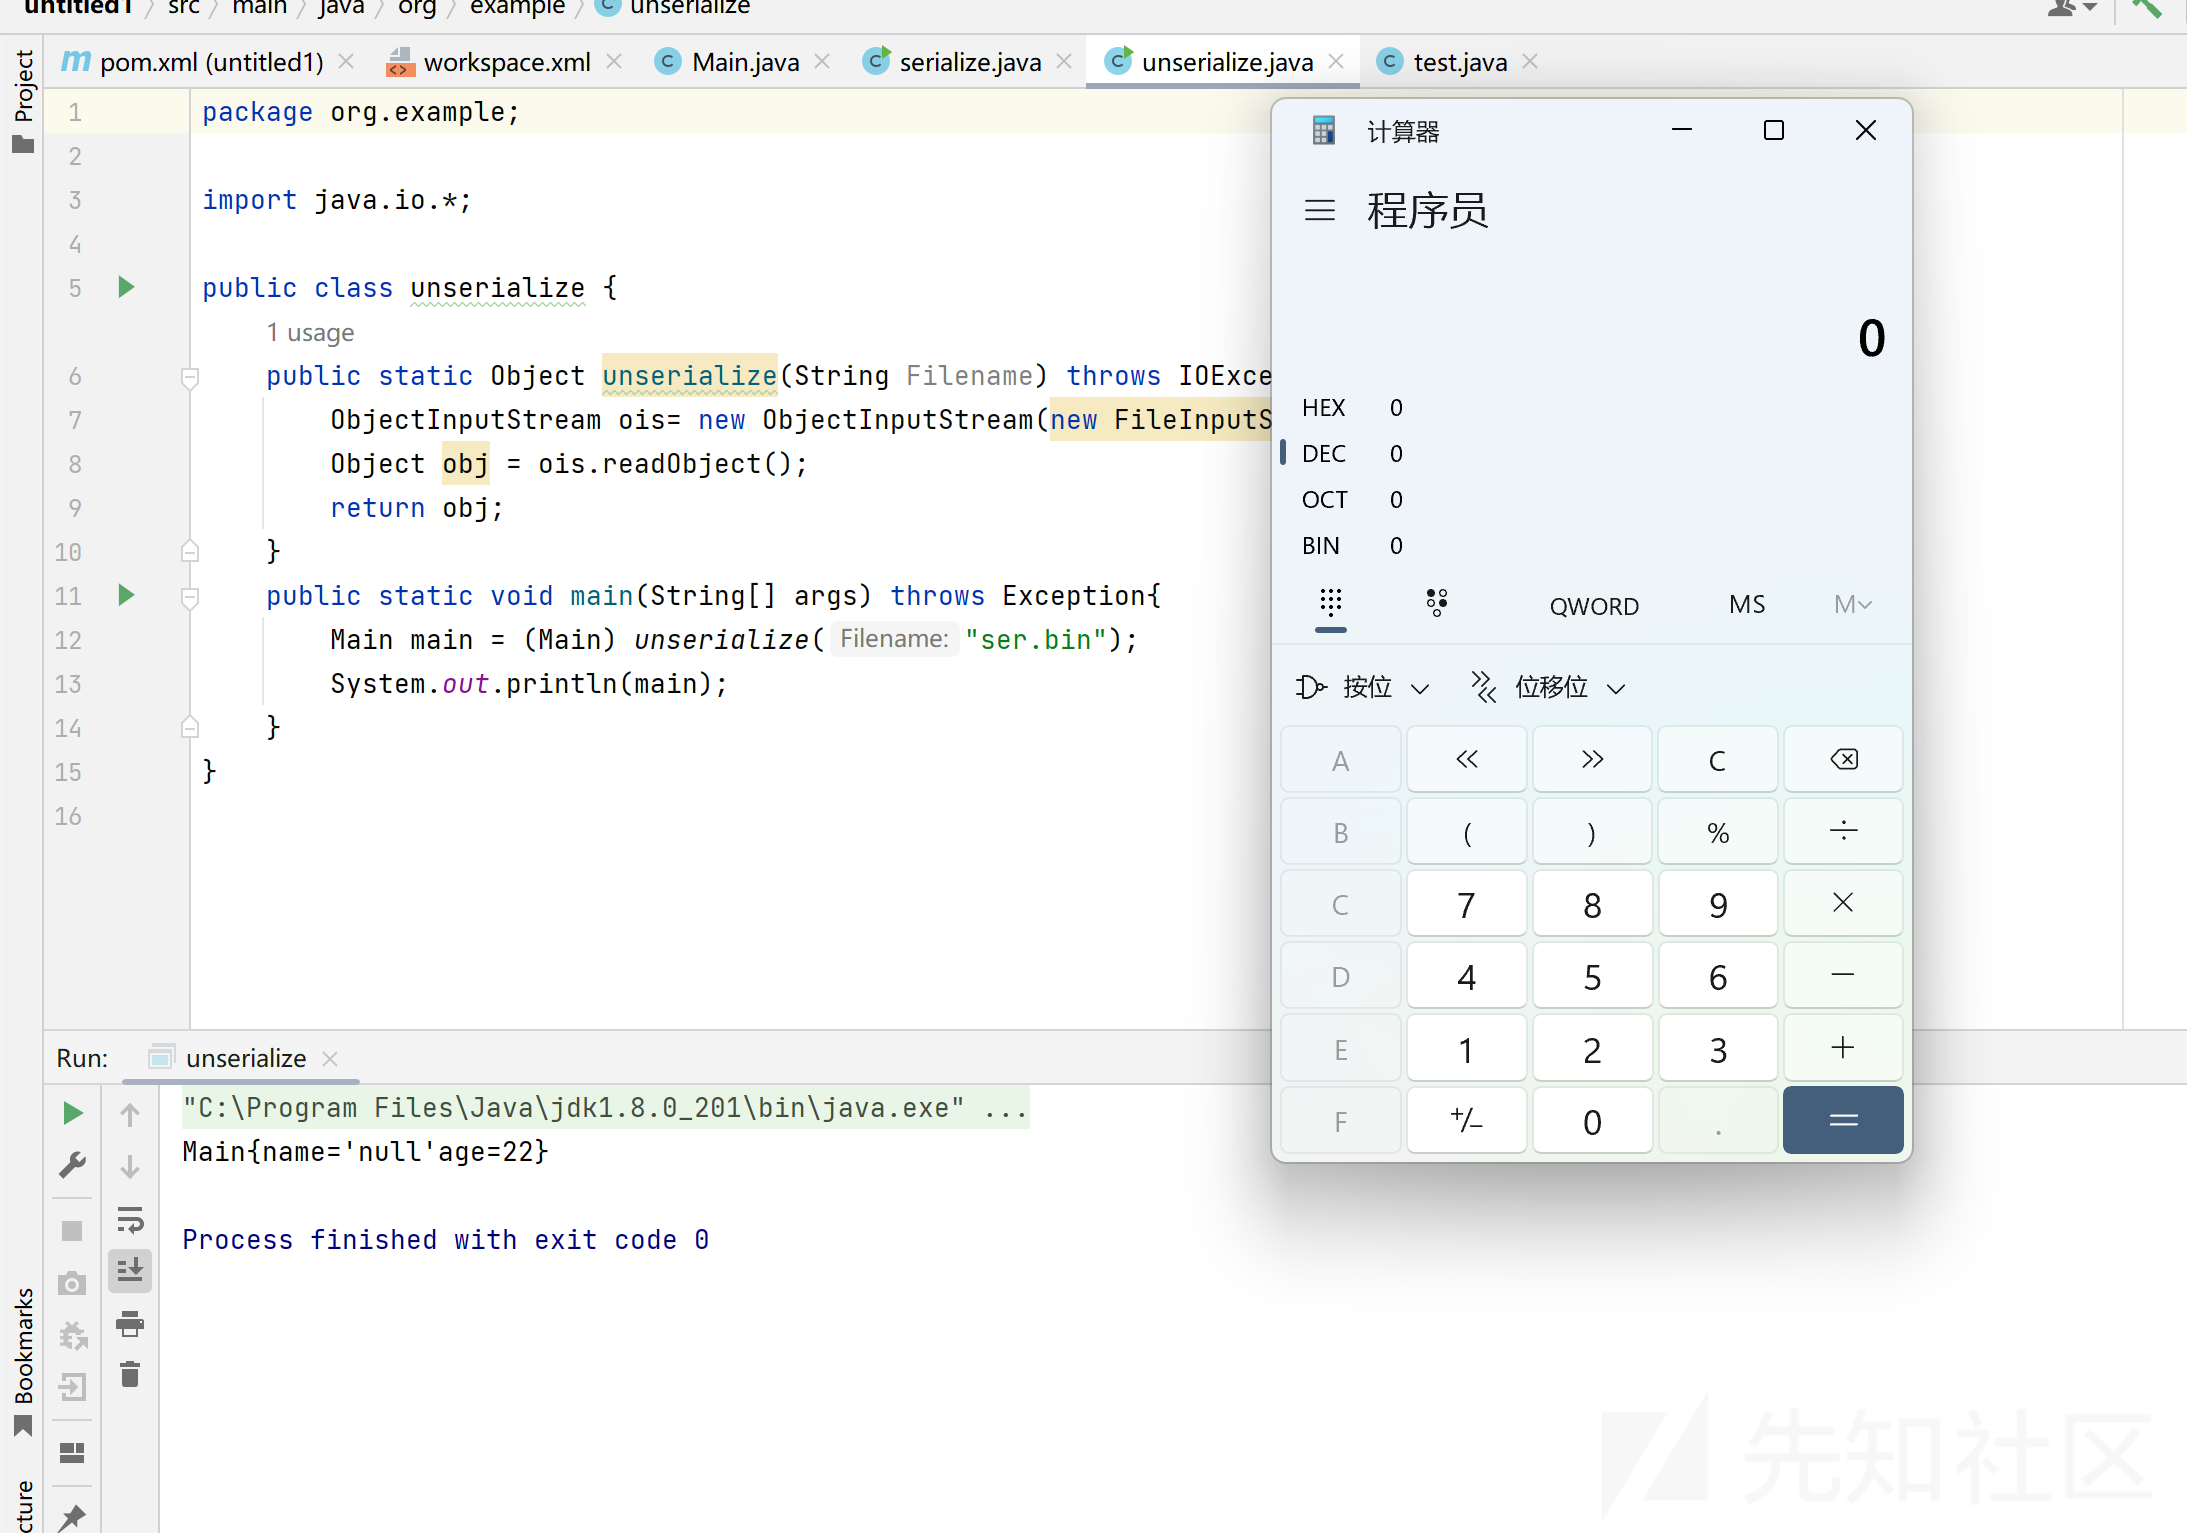 untitled1 〉 src 〉 main 〉 java 〉 org 〉 example 〉 unserialize
Project
pom.xml (untitled1)
workspace.xml
Main.java
serialize.java
unserialize.java
test.java
1 package org.example;
2
3 import java.io.*;
4
5 public class unserialize {
1 usage
6 public static Object unserialize(String Filename) throws IOExce
7 ObjectInputStream ois= new ObjectInputStream(new FileInputS
8 Object obj = ois.readObject();
9 return obj;
10 }
11 public static void main(String[] args) throws Exception{
12 Main main = (Main) unserialize( Filename: "ser.bin");
13 System.out.println(main);
14 }
15 }
16
计算器
程序员
0
HEX 0
DEC 0
OCT 0
BIN 0
QWORD MS M
按位 位移位
A << >> C
B ( ) % ÷
C 7 8 9 ×
D 4 5 6 −
E 1 2 3 +
F +/− 0 . =
Run: unserialize
"C:\Program Files\Java\jdk1.8.0_201\bin\java.exe" ...
Main{name='null'age=22}
Process finished with exit code 0
Bookmarks
cture
先知社区